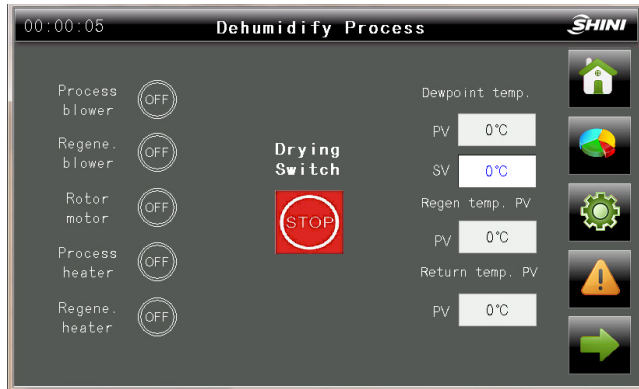 00:00:05
Dehumidify Process
SHINI
Process
blower
OFF
Regene.
blower
OFF
Rotor
motor
OFF
Process
heater
OFF
Regene.
heater
OFF
Drying
Switch
STOP
Dewpoint temp.
PV 0℃
SV 0℃
Regen temp. PV
PV 0℃
Return temp. PV
PV 0℃